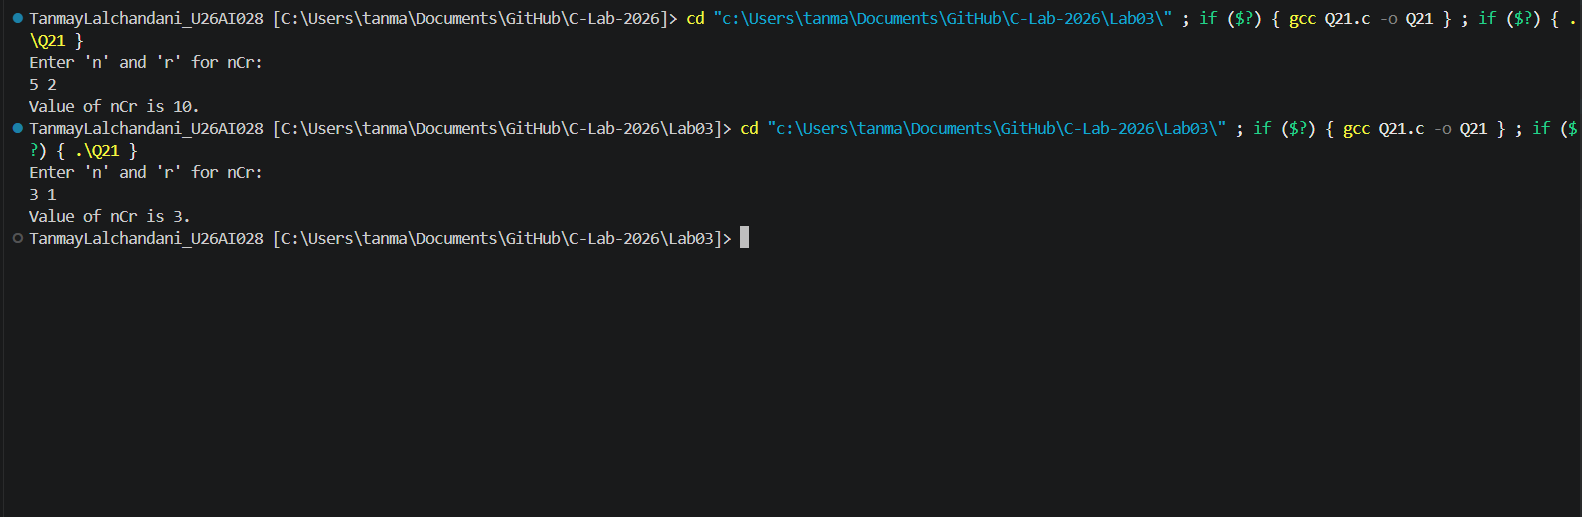 TanmayLalchandani_U26AI028 [C:\Users\tanma\Documents\GitHub\C-Lab-2026]> cd "c:\Users\tanma\Documents\GitHub\C-Lab-2026\Lab03\" ; if ($?) { gcc Q21.c -o Q21 } ; if ($?) { .
\Q21 }
Enter 'n' and 'r' for nCr:
5 2
Value of nCr is 10.
TanmayLalchandani_U26AI028 [C:\Users\tanma\Documents\GitHub\C-Lab-2026\Lab03]> cd "c:\Users\tanma\Documents\GitHub\C-Lab-2026\Lab03\" ; if ($?) { gcc Q21.c -o Q21 } ; if ($
?) { .\Q21 }
Enter 'n' and 'r' for nCr:
3 1
Value of nCr is 3.
TanmayLalchandani_U26AI028 [C:\Users\tanma\Documents\GitHub\C-Lab-2026\Lab03]>